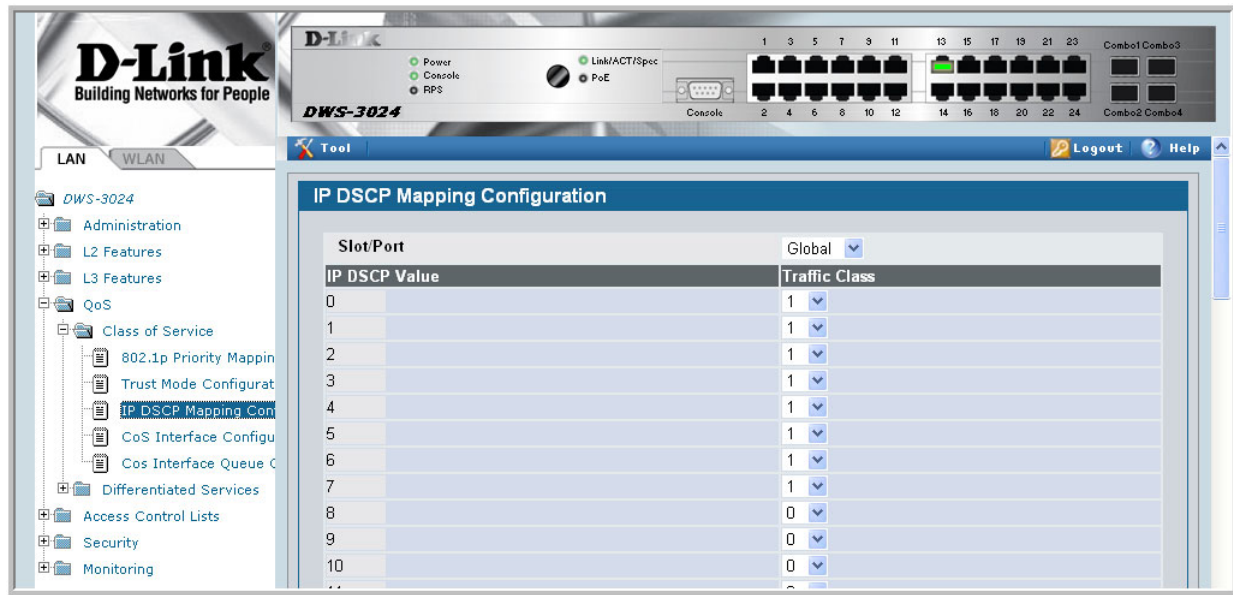 D-Link
Building Networks for People
D-Link
Power
Console
RPS
Link/ACT/Spec
PoE
DWS-3024
Console
1 3 5 7 9 11 13 15 17 19 21 23 Combo1 Combo3
2 4 6 8 10 12 14 16 18 20 22 24 Combo2 Combo4
LAN WLAN
Tool Logout Help
DWS-3024
Administration
L2 Features
L3 Features
QoS
Class of Service
802.1p Priority Mappin
Trust Mode Configurat
IP DSCP Mapping Con
CoS Interface Configu
Cos Interface Queue C
Differentiated Services
Access Control Lists
Security
Monitoring
IP DSCP Mapping Configuration
Slot/Port Global
IP DSCP Value Traffic Class
0 1
1 1
2 1
3 1
4 1
5 1
6 1
7 1
8 0
9 0
10 0